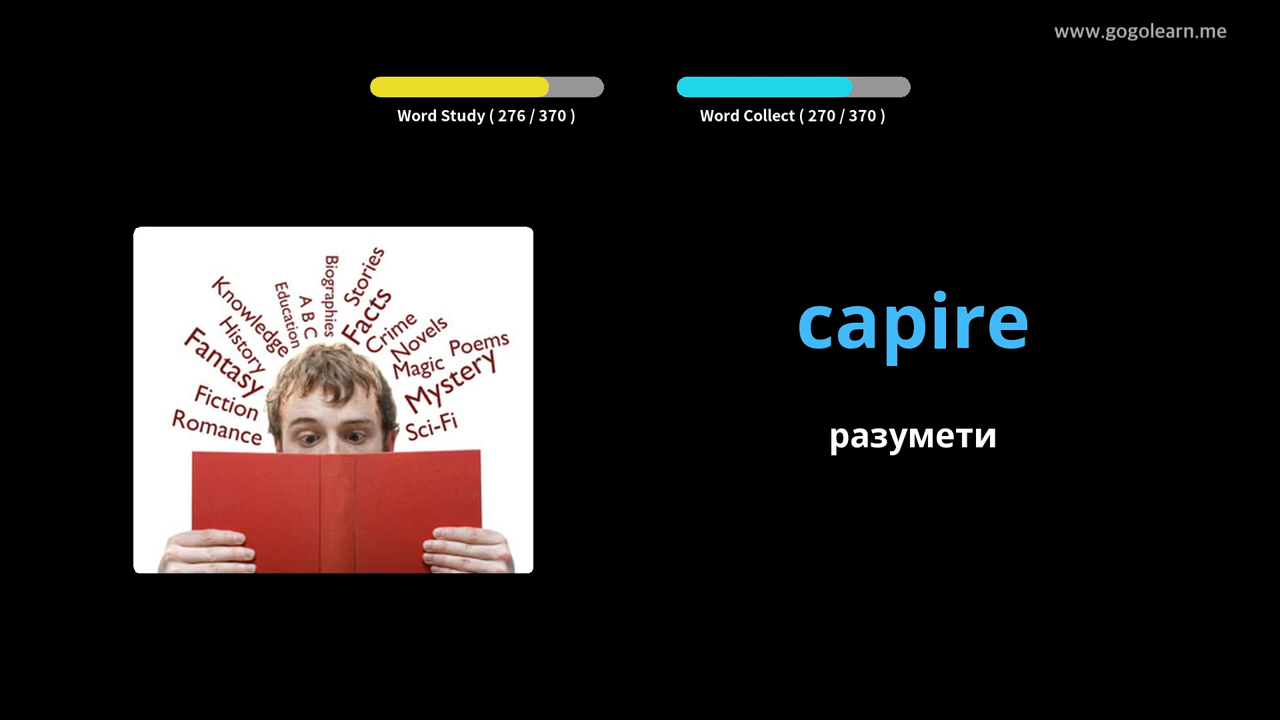 www.gogolearn.me
Word Study ( 276 / 370 )
Word Collect ( 270 / 370 )
Biographies
Stories
Education
A B C
Facts
Knowledge
Crime
History
Novels
Fantasy
Magic
Poems
Mystery
Fiction
Romance
Sci-Fi
capire
разумети